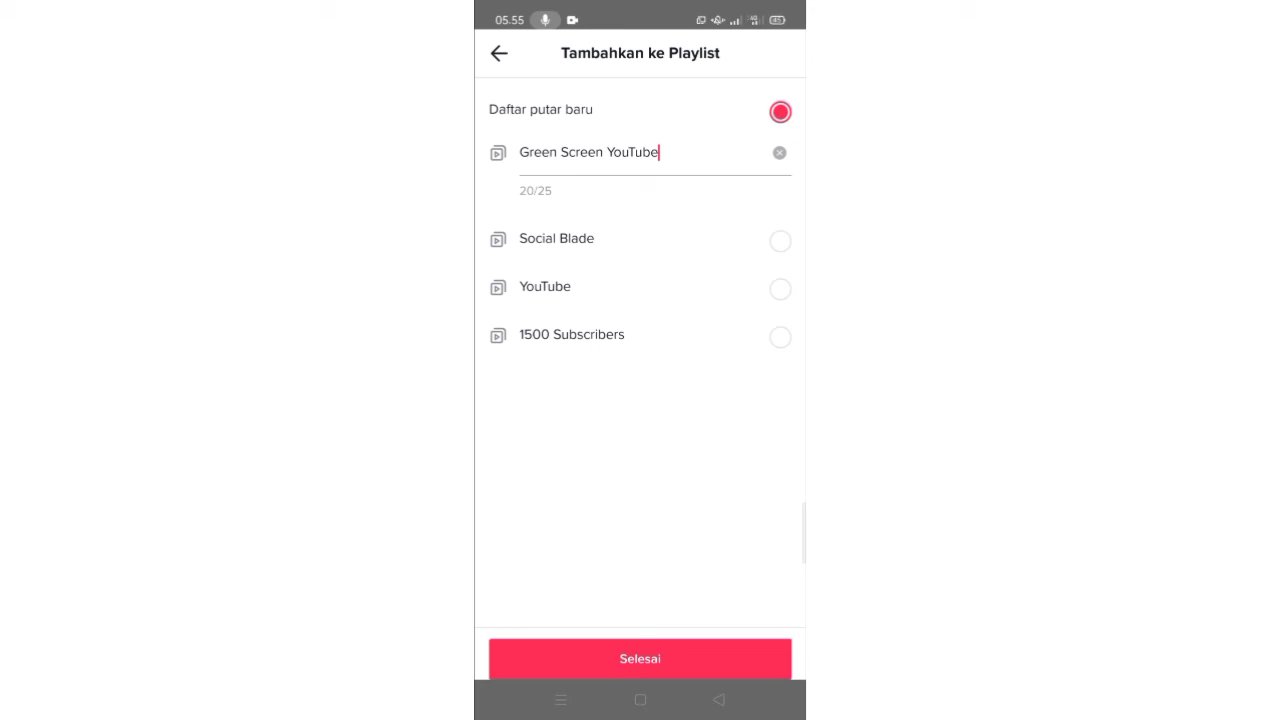 05.55
Tambahkan ke Playlist
Daftar putar baru
Green Screen YouTube
20/25
Social Blade
YouTube
1500 Subscribers
Selesai